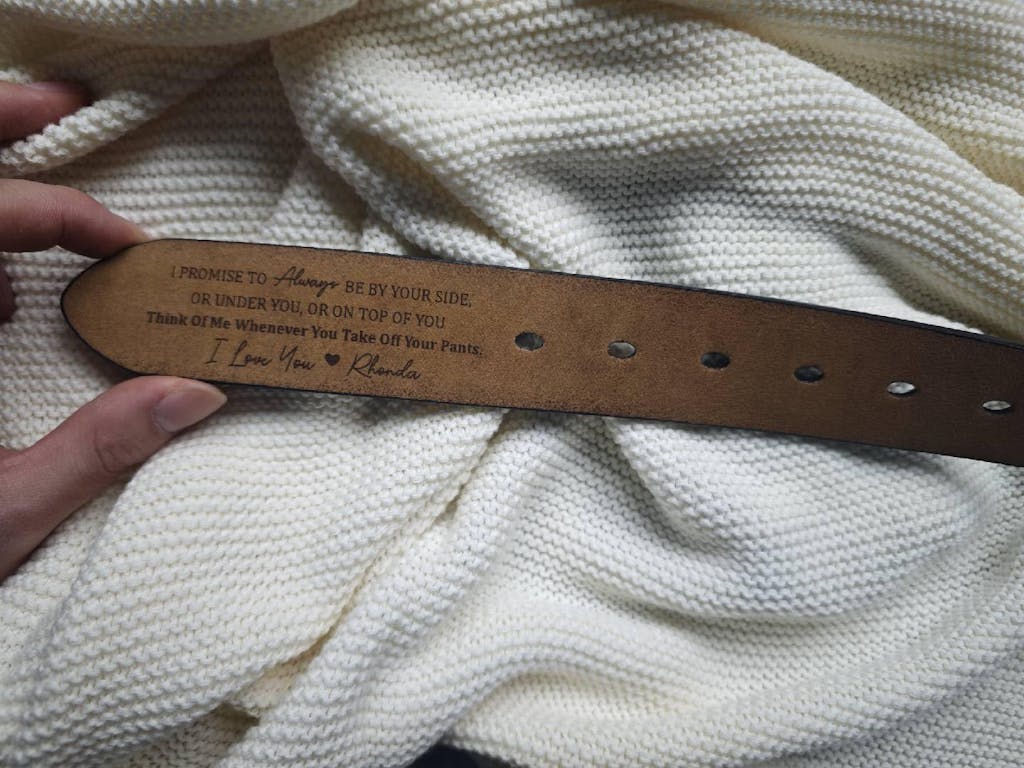 I PROMISE TO Always BE BY YOUR SIDE,
OR UNDER YOU, OR ON TOP OF YOU
Think Of Me Whenever You Take Off Your Pants.
I Love You ♥ Rhonda